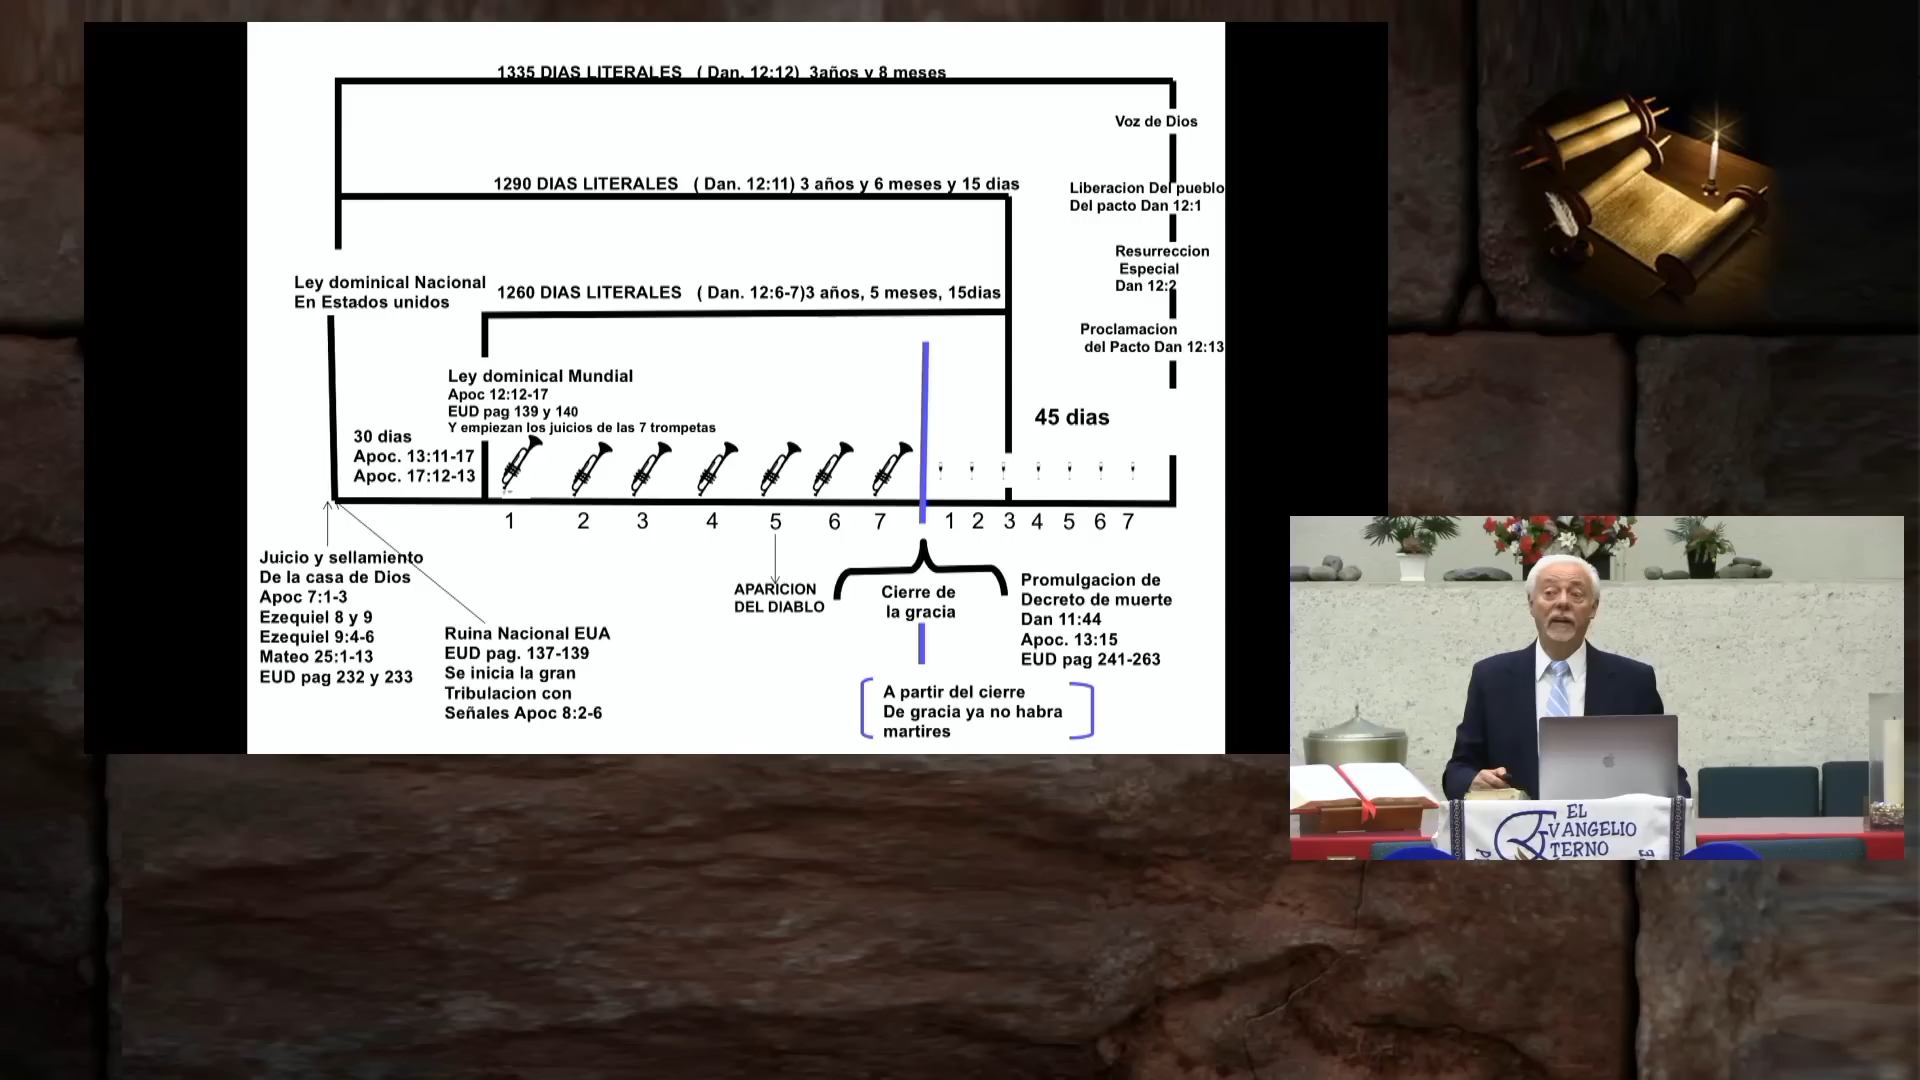 1335 DIAS LITERALES ( Dan. 12:12) 3años y 8 meses
Voz de Dios
1290 DIAS LITERALES ( Dan. 12:11) 3 años y 6 meses y 15 dias
Liberacion Del pueblo
Del pacto Dan 12:1
Resurreccion
Especial
Dan 12:2
Ley dominical Nacional
En Estados unidos
1260 DIAS LITERALES ( Dan. 12:6-7)3 años, 5 meses, 15dias
Proclamacion
del Pacto Dan 12:13
Ley dominical Mundial
Apoc 12:12-17
EUD pag 139 y 140
Y empiezan los juicios de las 7 trompetas
45 dias
30 dias
Apoc. 13:11-17
Apoc. 17:12-13
1 2 3 4 5 6 7 1 2 3 4 5 6 7
Juicio y sellamiento
De la casa de Dios
Apoc 7:1-3
Ezequiel 8 y 9
Ezequiel 9:4-6
Mateo 25:1-13
EUD pag 232 y 233
Ruina Nacional EUA
EUD pag. 137-139
Se inicia la gran
Tribulacion con
Señales Apoc 8:2-6
APARICION
DEL DIABLO
Cierre de
la gracia
Promulgacion de
Decreto de muerte
Dan 11:44
Apoc. 13:15
EUD pag 241-263
A partir del cierre
De gracia ya no habra
martires
EL
EVANGELIO
ETERNO